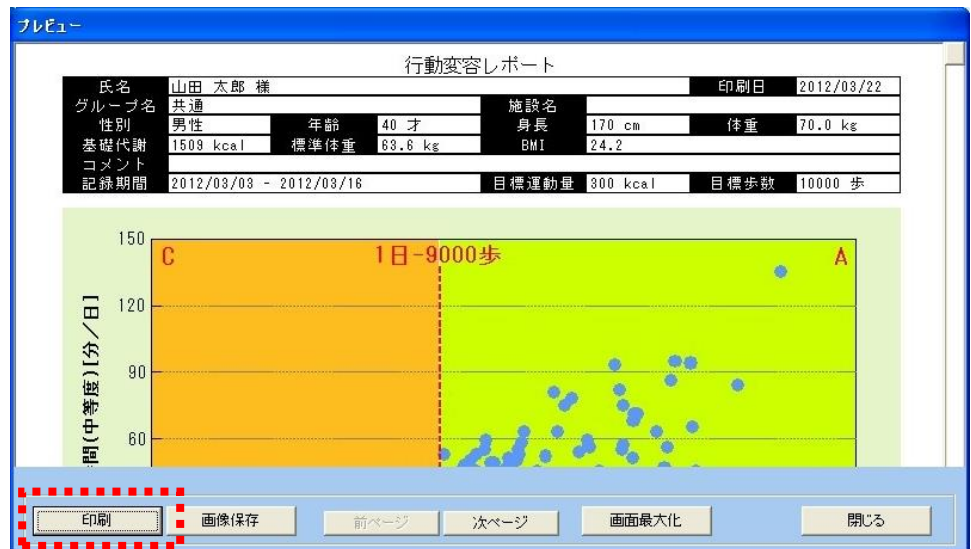 プレビュー
行動変容レポート
氏名 山田 太郎 様 印刷日 2012/03/22
グループ名 共通 施設名
性別 男性 年齢 40 才 身長 170 cm 体重 70.0 kg
基礎代謝 1509 kcal 標準体重 63.6 kg BMI 24.2
コメント
記録期間 2012/03/03 - 2012/03/16 目標運動量 300 kcal 目標歩数 10000 歩
150
C 1日-9000歩 A
120
90
60
間(中等度)[分/日]
印刷 画像保存 前ページ 次ページ 画面最大化 閉じる